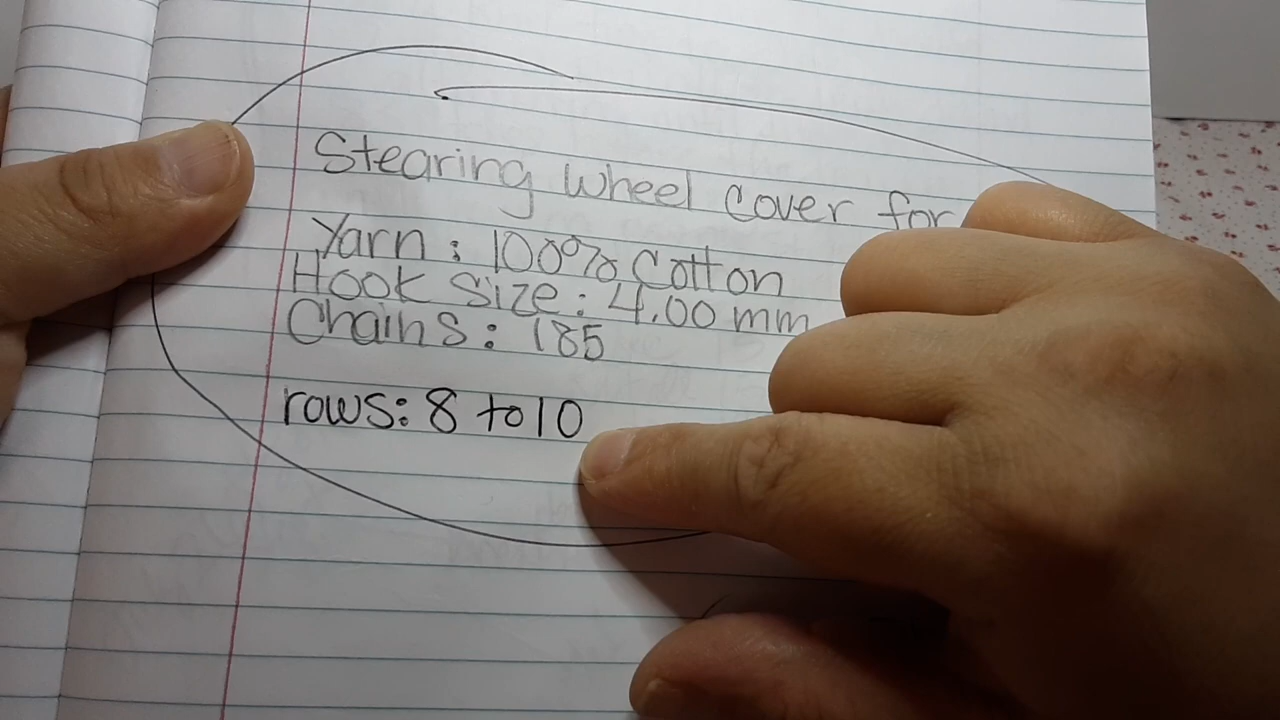 Stearing Wheel Cover for
Yarn : 100% Cotton
Hook Size : 4.00 mm
Chains : 185
rows: 8 to 10